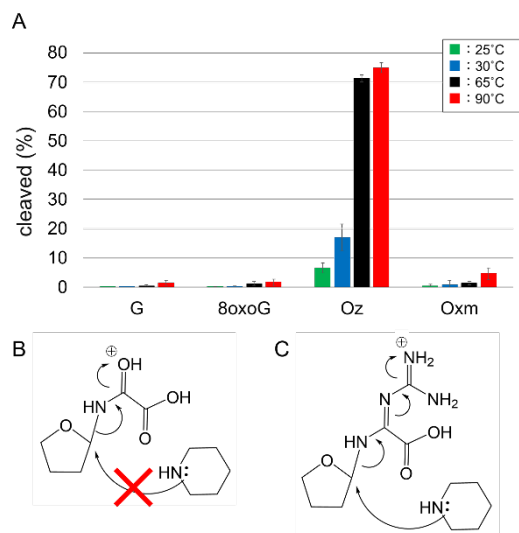 A
: 25˚C
: 30˚C
: 65˚C
: 90˚C
cleaved (%)
80
70
60
50
40
30
20
10
0
G 8oxoG Oz Oxm
B
⊕
OH
HN
OH
O
O
HN:
C
⊕
NH₂
N
NH₂
HN
OH
O
O
HN: